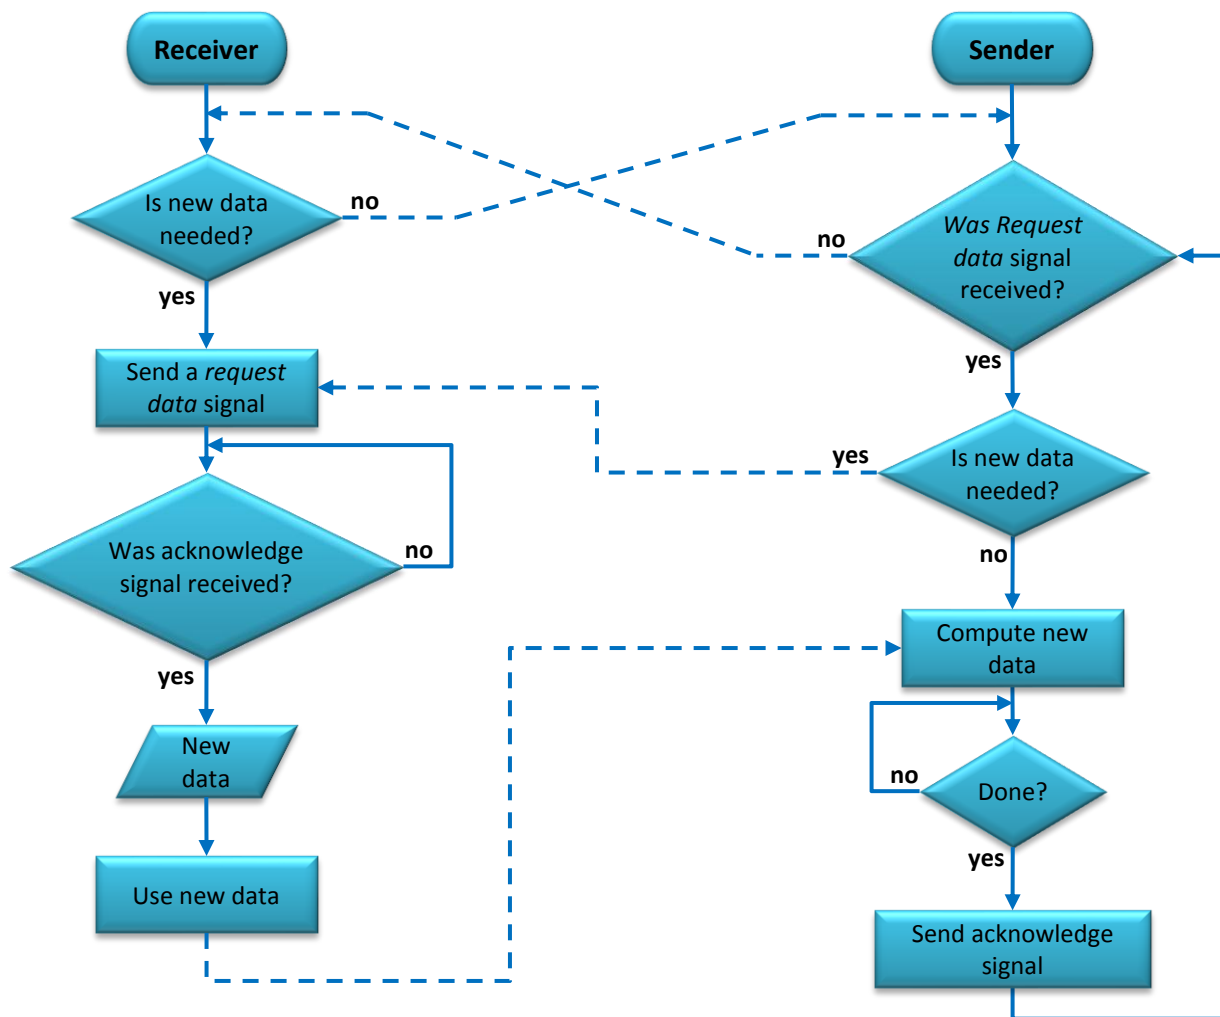 Receiver
Is new data
needed?
no
yes
Send a request
data signal
Was acknowledge
signal received?
no
yes
New
data
Use new data
Sender
Was Request
data signal
received?
no
yes
Is new data
needed?
yes
no
Compute new
data
Done?
no
yes
Send acknowledge
signal